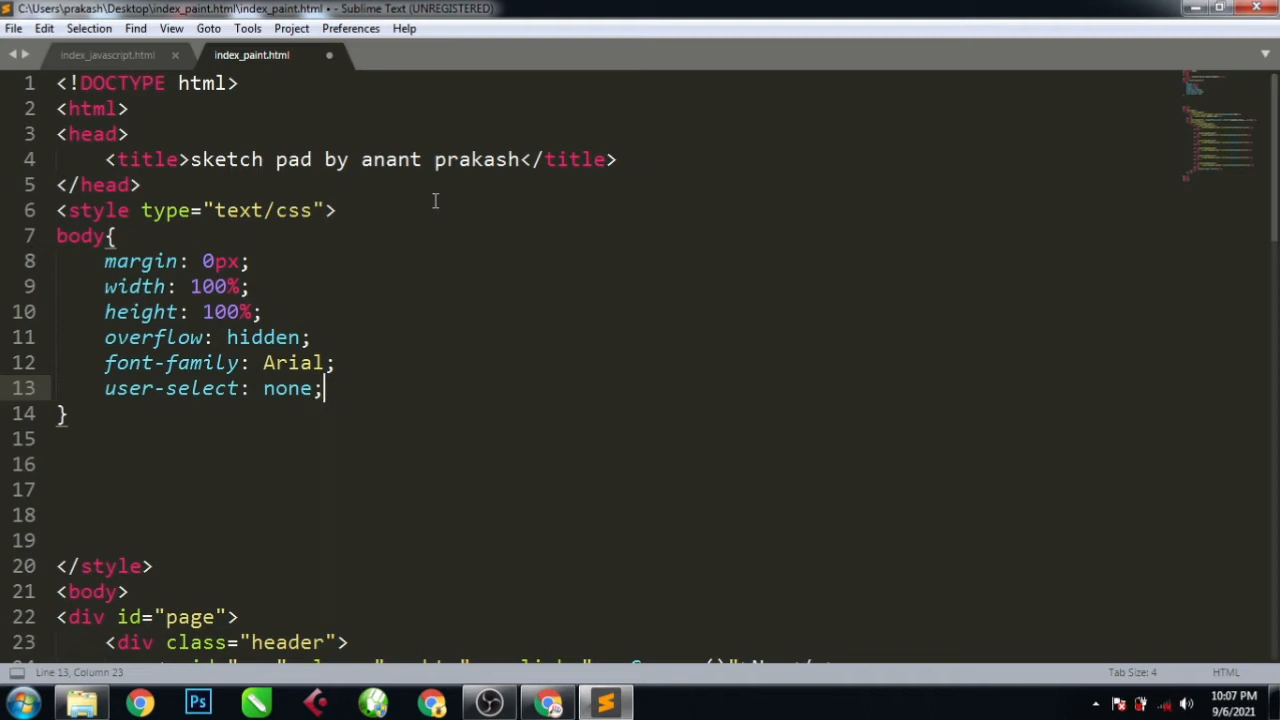 C:\Users\prakash\Desktop\index_paint.html\index_paint.html • - Sublime Text (UNREGISTERED)
File Edit Selection Find View Goto Tools Project Preferences Help
index_javascript.html × index_paint.html
1 <!DOCTYPE html>
2 <html>
3 <head>
4 <title>sketch pad by anant prakash</title>
5 </head>
6 <style type="text/css">
7 body{
8 margin: 0px;
9 width: 100%;
10 height: 100%;
11 overflow: hidden;
12 font-family: Arial;
13 user-select: none;
14 }
15
16
17
18
19
20 </style>
21 <body>
22 <div id="page">
23 <div class="header">
Line 13, Column 23 Tab Size: 4 HTML
Ps
10:07 PM
9/6/2021